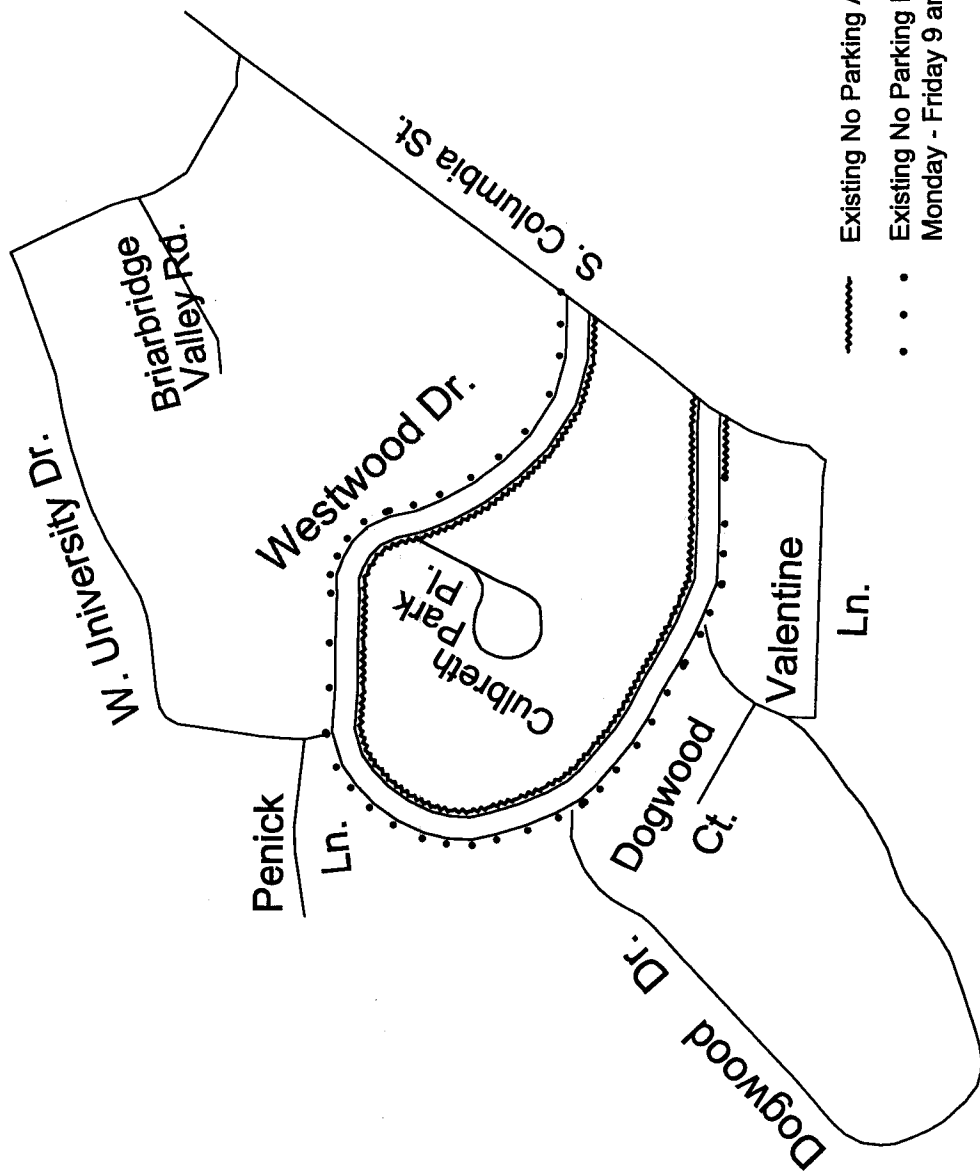 W. University Dr.
Briarbridge
Valley Rd.
S. Columbia St.
Westwood Dr.
Culbreth
Park
Pl.
Penick
Ln.
Dogwood
Ct.
Valentine
Ln.
Dogwood Dr.
Existing No Parking
Existing No Parking
Monday - Friday 9